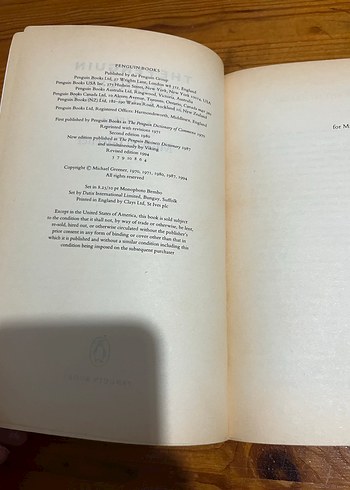 PENGUIN BOOKS
Published by the Penguin Group
Penguin Books Ltd, 27 Wrights Lane, London W8 5TZ, England
Penguin Books USA Inc., 375 Hudson Street, New York, New York 10014, USA
Penguin Books Australia Ltd, Ringwood, Victoria, Australia
Penguin Books Canada Ltd, 10 Alcorn Avenue, Toronto, Ontario, Canada
Penguin Books (NZ) Ltd, 182–190 Wairau Road, Auckland 10, New Zealand
Penguin Books Ltd, Registered Offices: Harmondsworth, Middlesex, England
First published by Penguin Books as The Penguin Dictionary of Commerce 1970
Reprinted with revisions 1971
Second edition 1980
New edition published as The Penguin Business Dictionary 1987
and simultaneously by Viking
Revised edition 1994
7 9 10 8 6 4
Copyright © Michael Greener, 1970, 1971, 1980, 1987, 1994
All rights reserved
Set in 8.25/10 pt Monophoto Bembo
Set by Datix International Limited, Bungay, Suffolk
Printed in England by Clays Ltd, St Ives plc
Except in the United States of America, this book is sold subject
to the condition that it shall not, by way of trade or otherwise, be lent,
re-sold, hired out, or otherwise circulated without the publisher's
prior consent in any form of binding or cover other than that in
which it is published and without a similar condition including this
condition being imposed on the subsequent purchaser
for M